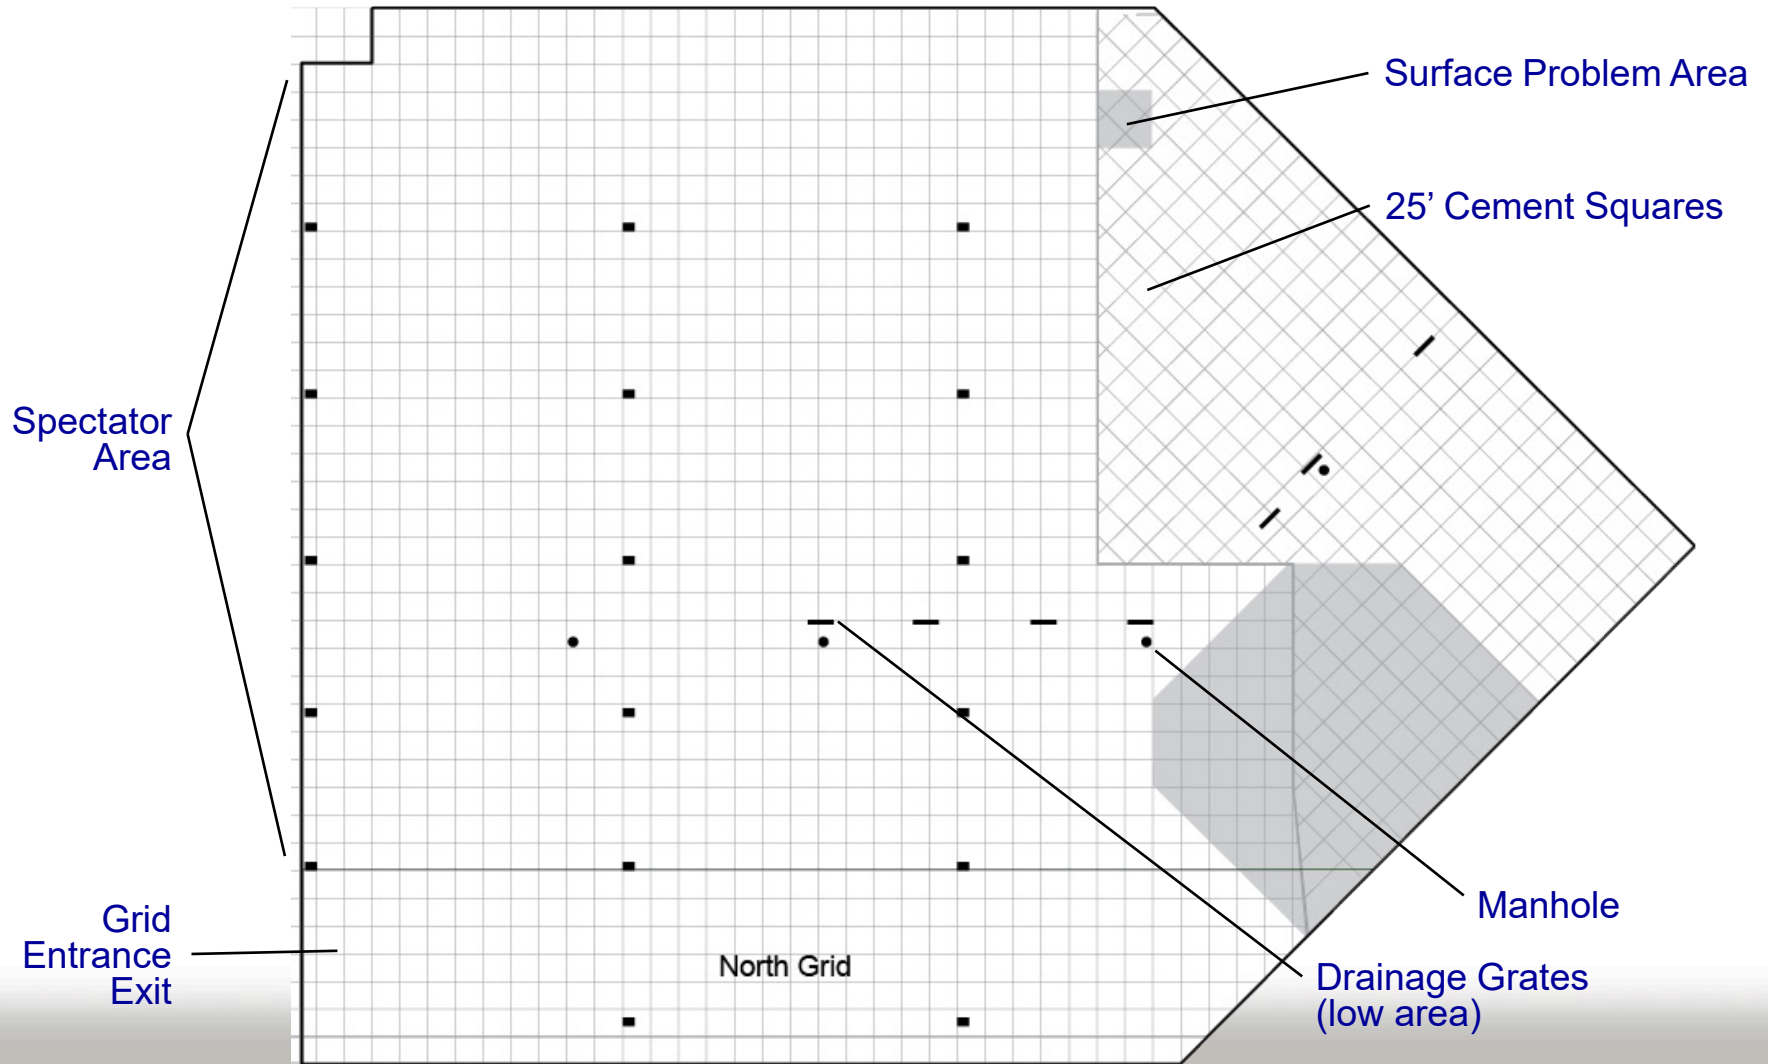 Surface Problem Area
25’ Cement Squares
Spectator
Area
Grid
Entrance
Exit
North Grid
Manhole
Drainage Grates
(low area)